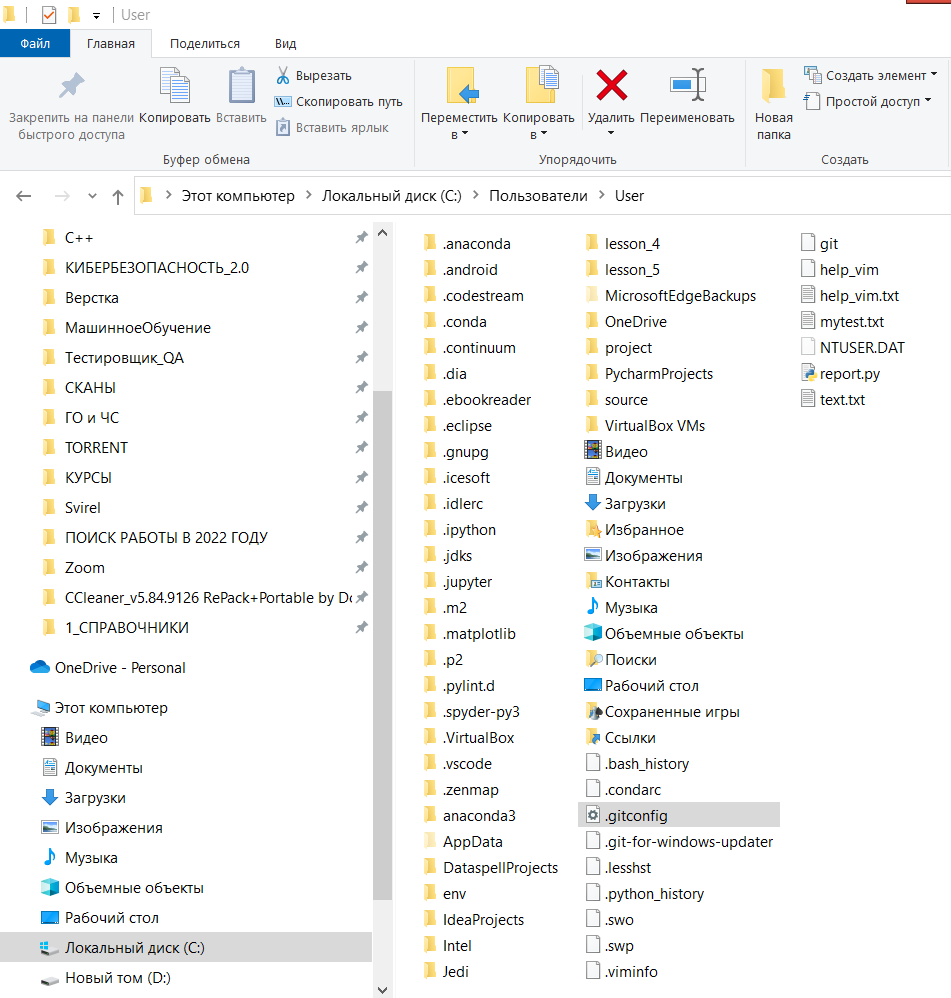 User
Файл
Главная
Поделиться
Вид
Закрепить на панели
быстрого доступа
Копировать
Вставить
Вырезать
Скопировать путь
Вставить ярлык
Буфер обмена
Переместить
в
Копировать
в
Удалить
Переименовать
Упорядочить
Новая
папка
Создать элемент
Простой доступ
Создать
Этот компьютер
Локальный диск (C:)
Пользователи
User
C++
КИБЕРБЕЗОПАСНОСТЬ_2.0
Верстка
МашинноеОбучение
Тестировщик_QA
СКАНЫ
ГО и ЧС
TORRENT
КУРСЫ
Svirel
ПОИСК РАБОТЫ В 2022 ГОДУ
Zoom
CCleaner_v5.84.9126 RePack+Portable by
1_СПРАВОЧНИКИ
OneDrive - Personal
Этот компьютер
Видео
Документы
Загрузки
Изображения
Музыка
Объемные объекты
Рабочий стол
Локальный диск (C:)
Новый том (D:)
.anaconda
.android
.codestream
.conda
.continuum
.dia
.ebookreader
.eclipse
.gnupg
.icesoft
.idlerc
.ipython
.jdks
.jupyter
.m2
.matplotlib
.p2
.pylint.d
.spyder-py3
.VirtualBox
.vscode
.zenmap
anaconda3
AppData
DataspellProjects
env
IdeaProjects
Intel
Jedi
lesson_4
lesson_5
MicrosoftEdgeBackups
OneDrive
project
PycharmProjects
source
VirtualBox VMs
Видео
Документы
Загрузки
Избранное
Изображения
Контакты
Музыка
Объемные объекты
Поиски
Рабочий стол
Сохраненные игры
Ссылки
.bash_history
.condarc
.gitconfig
.git-for-windows-updater
.lesshst
.python_history
.swo
.swp
.viminfo
git
help_vim
help_vim.txt
mytest.txt
NTUSER.DAT
report.py
text.txt